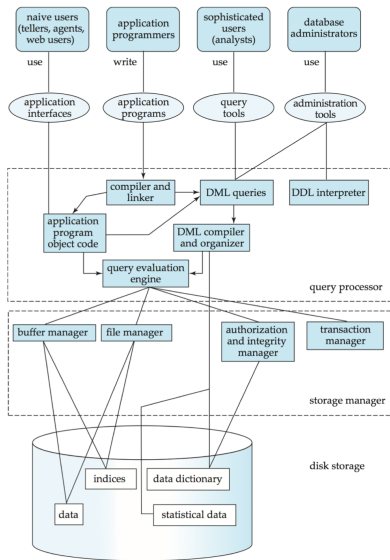 naive users
(tellers, agents,
web users)
application
programmers
sophisticated
users
(analysts)
database
administrators
use
write
use
use
application
interfaces
application
programs
query
tools
administration
tools
compiler and
linker
DML queries
DDL interpreter
application
program
object code
DML compiler
and organizer
query evaluation
engine
query processor
buffer manager
file manager
authorization
and integrity
manager
transaction
manager
storage manager
disk storage
indices
data dictionary
data
statistical data